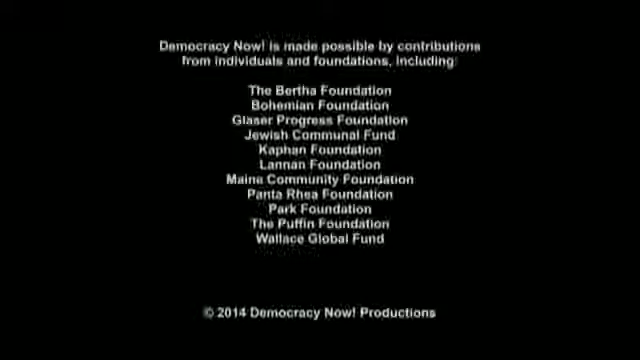 Democracy Now! is made possible by contributions
from individuals and foundations, including:
The Bertha Foundation
Bohemian Foundation
Glaser Progress Foundation
Jewish Communal Fund
Kaphan Foundation
Lannan Foundation
Maine Community Foundation
Panta Rhea Foundation
Park Foundation
The Puffin Foundation
Wallace Global Fund
© 2014 Democracy Now! Productions